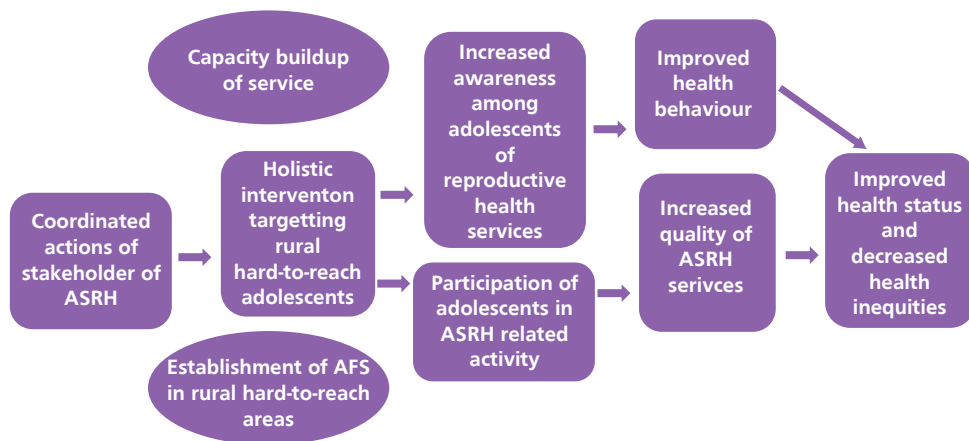 Capacity buildup
of service
Increased
awareness
among
adolescents
of
reproductive
health
services
Improved
health
behaviour
Coordinated
actions of
stakeholder of
ASRH
Holistic
interventon
targetting
rural
hard-to-reach
adolescents
Participation of
adolescents in
ASRH related
activity
Increased
quality of
ASRH
serivces
Improved
health status
and
decreased
health
inequities
Establishment of AFS
in rural hard-to-reach
areas